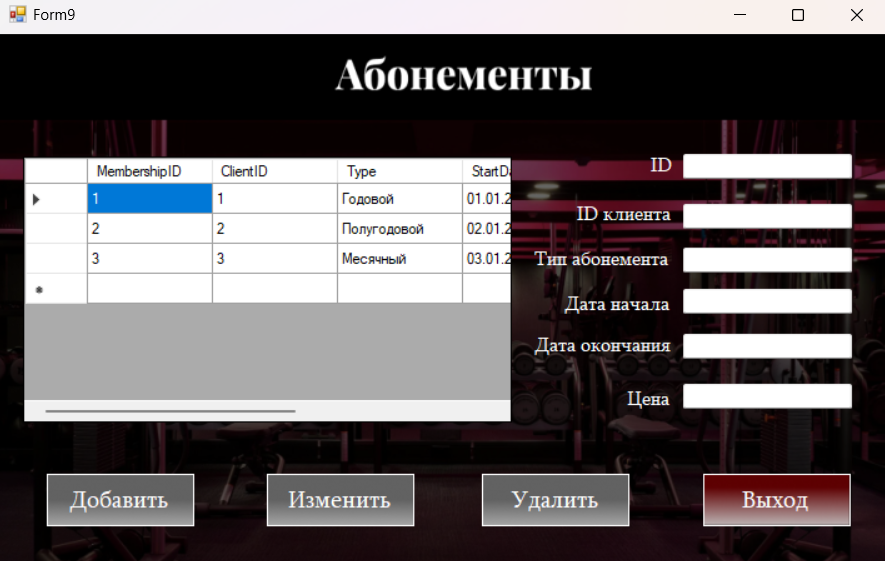 Form9
Абонементы
MembershipID ClientID Type StartDa
1 1 Годовой 01.01.2
2 2 Полугодовой 02.01.2
3 3 Месячный 03.01.2
ID
ID клиента
Тип абонемента
Дата начала
Дата окончания
Цена
Добавить Изменить Удалить Выход